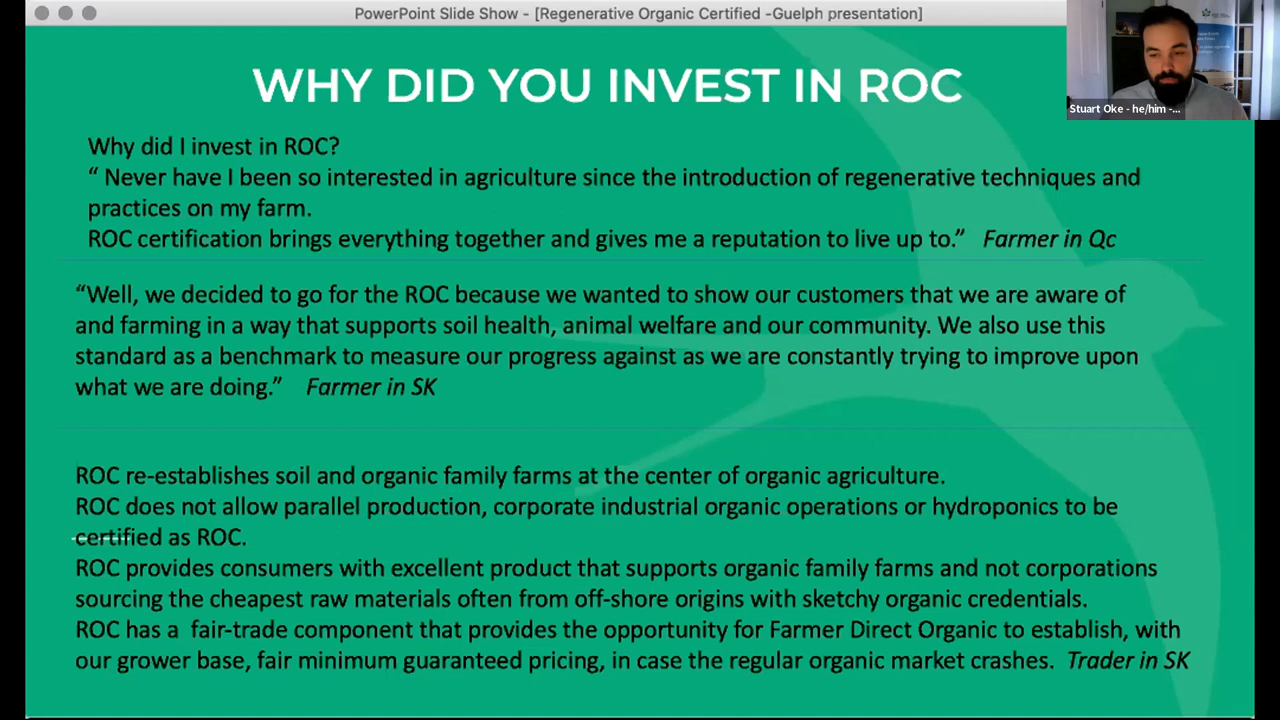 PowerPoint Slide Show - [Regenerative Organic Certified -Guelph presentation]
Stuart Oke - he/him -...
WHY DID YOU INVEST IN ROC
Why did I invest in ROC?
“ Never have I been so interested in agriculture since the introduction of regenerative techniques and
practices on my farm.
ROC certification brings everything together and gives me a reputation to live up to.” Farmer in Qc
“Well, we decided to go for the ROC because we wanted to show our customers that we are aware of
and farming in a way that supports soil health, animal welfare and our community. We also use this
standard as a benchmark to measure our progress against as we are constantly trying to improve upon
what we are doing.” Farmer in SK
ROC re-establishes soil and organic family farms at the center of organic agriculture.
ROC does not allow parallel production, corporate industrial organic operations or hydroponics to be
certified as ROC.
ROC provides consumers with excellent product that supports organic family farms and not corporations
sourcing the cheapest raw materials often from off-shore origins with sketchy organic credentials.
ROC has a fair-trade component that provides the opportunity for Farmer Direct Organic to establish, with
our grower base, fair minimum guaranteed pricing, in case the regular organic market crashes. Trader in SK